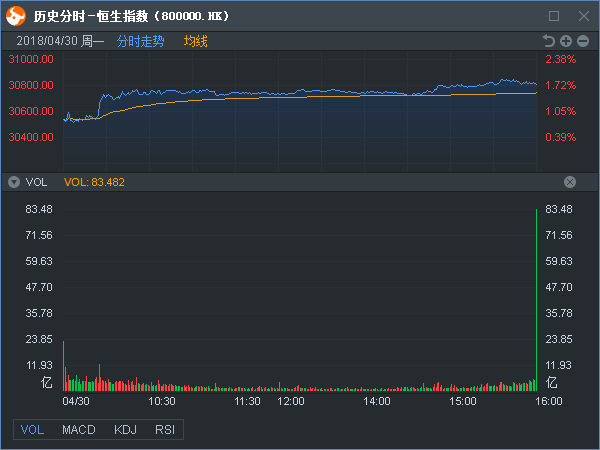 历史分时－恒生指数（800000.HK）
2018/04/30 周一 分时走势 均线
31000.00 2.38%
30800.00 1.72%
30600.00 1.05%
30400.00 0.39%
VOL VOL: 83.482
83.48 83.48
71.56 71.56
59.63 59.63
47.70 47.70
35.78 35.78
23.85 23.85
11.93 11.93
亿 亿
04/30 10:30 11:30 12:00 14:00 15:00 16:00
VOL MACD KDJ RSI